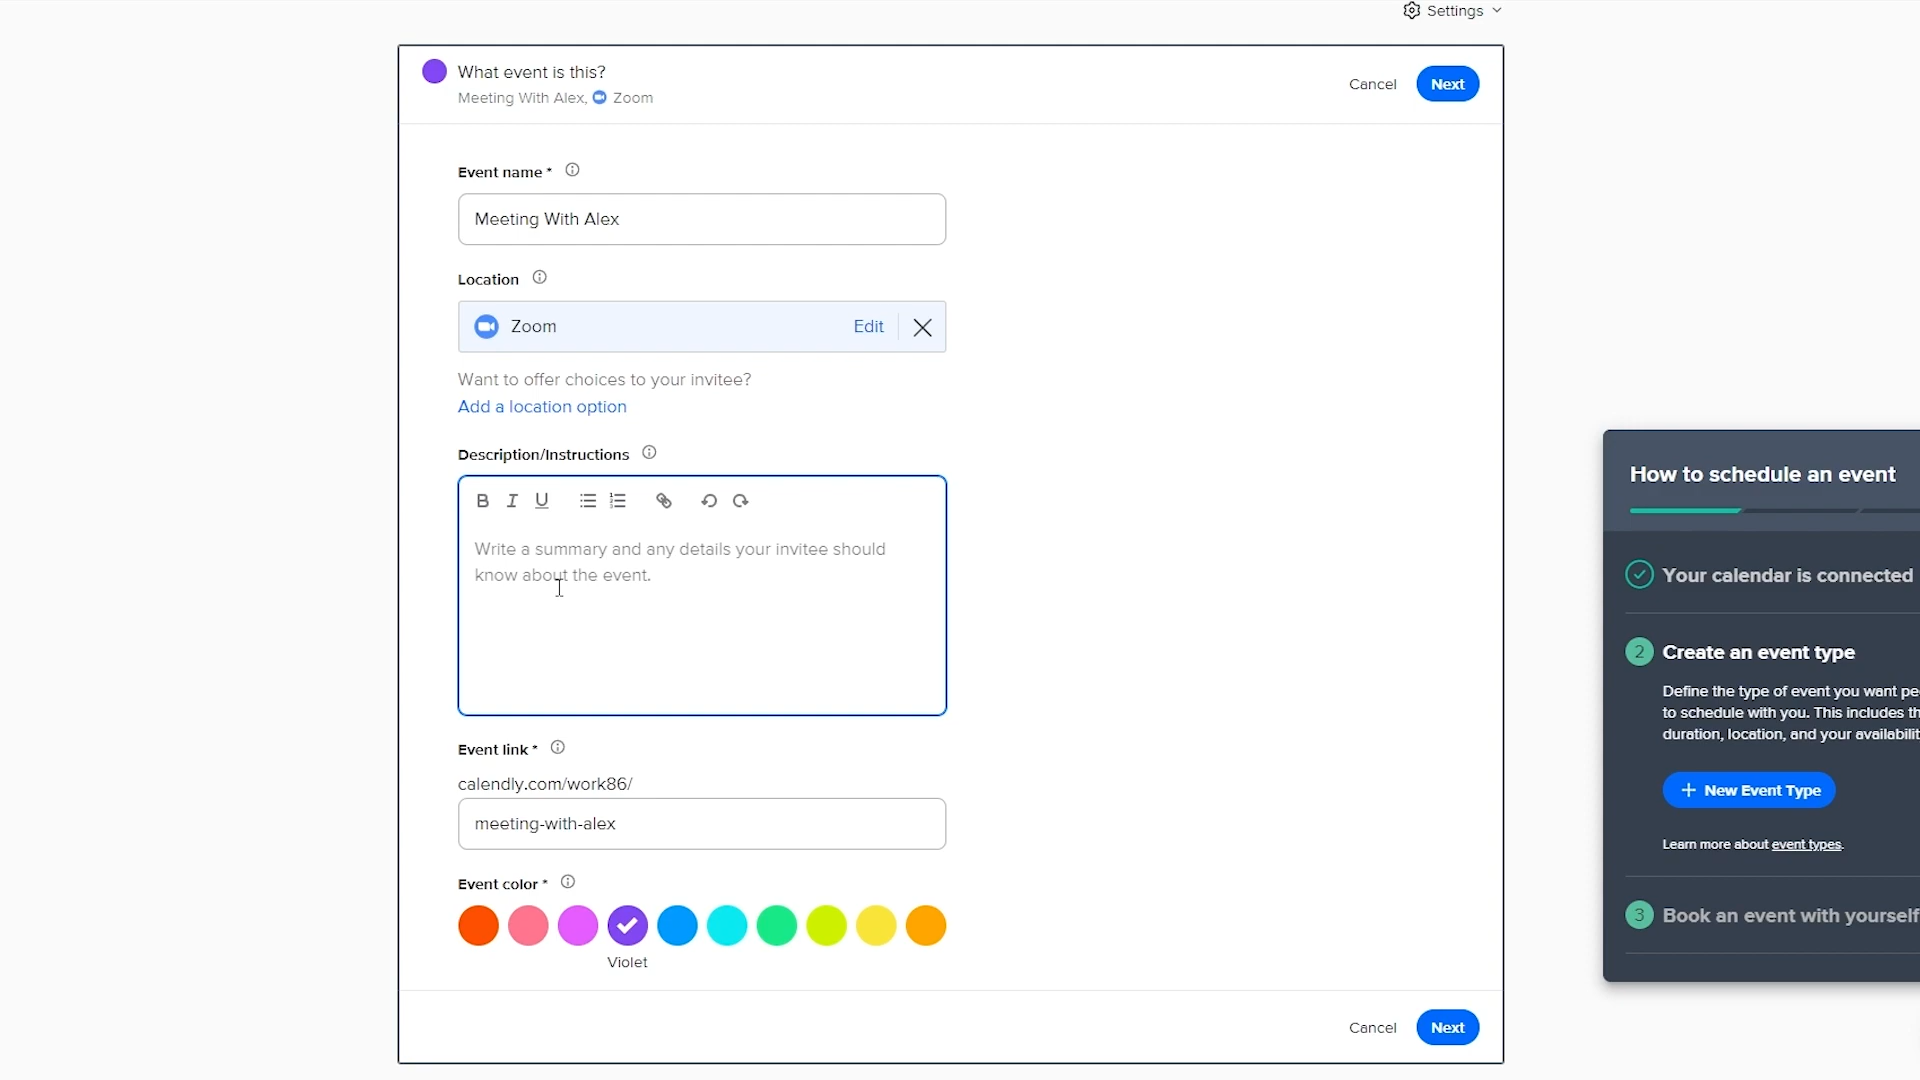 Settings
What event is this?
Meeting With Alex, Zoom
Cancel
Next
Event name *
Meeting With Alex
Location
Zoom
Edit
Want to offer choices to your invitee?
Add a location option
Description/Instructions
B I U
Write a summary and any details your invitee should
know about the event.
Event link *
calendly.com/work86/
meeting-with-alex
Event color *
Violet
Cancel
Next
How to schedule an event
Your calendar is connected
2 Create an event type
Define the type of event you want
to schedule with you. This includes
duration, location, and your
+ New Event Type
Learn more about event types.
3 Book an event with yourself